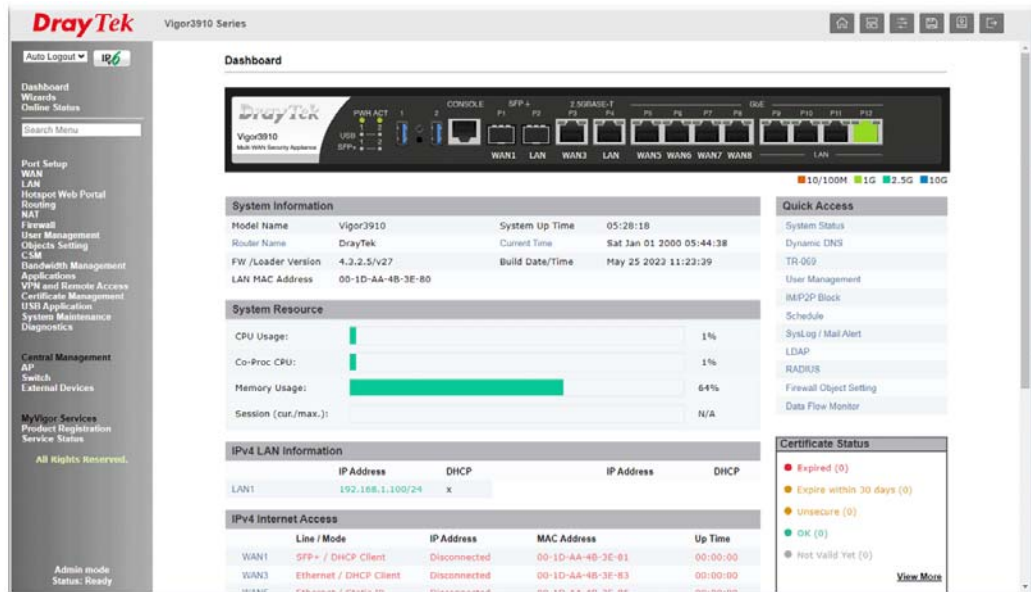 DrayTek Vigor3910 Series
Auto Logout IPv6
Dashboard
Wizards
Online Status
Search Menu
Port Setup
WAN
LAN
Hotspot Web Portal
Routing
NAT
Firewall
User Management
Objects Setting
CSM
Bandwidth Management
Applications
VPN and Remote Access
Certificate Management
USB Application
System Maintenance
Diagnostics
Central Management
AP
Switch
External Devices
MyVigor Services
Product Registration
Service Status
All Rights Reserved.
Admin mode
Status: Ready
Dashboard
DrayTek
Vigor3910
Multi-WAN Security Appliance
PWR ACT 1 2 CONSOLE SFP+ 2.5GBASE-T GbE
USB
SFP+
1 2
1 2
P1 P2 P3 P4 P5 P6 P7 P8 P9 P10 P11 P12
WAN1 LAN WAN3 LAN WAN5 WAN6 WAN7 WAN8 LAN
10/100M 1G 2.5G 10G
System Information
Model Name Vigor3910 System Up Time 05:28:18
Router Name DrayTek Current Time Sat Jan 01 2000 05:44:38
FW /Loader Version 4.3.2.5/v27 Build Date/Time May 25 2023 11:23:39
LAN MAC Address 00-1D-AA-4B-3E-80
System Resource
CPU Usage: 1%
Co-Proc CPU: 1%
Memory Usage: 64%
Session (cur./max.): N/A
IPv4 LAN Information
IP Address DHCP IP Address DHCP
LAN1 192.168.1.100/24 x
IPv4 Internet Access
Line / Mode IP Address MAC Address Up Time
WAN1 SFP+ / DHCP Client Disconnected 00-1D-AA-4B-3E-81 00:00:00
WAN3 Ethernet / DHCP Client Disconnected 00-1D-AA-4B-3E-83 00:00:00
Quick Access
System Status
Dynamic DNS
TR-069
User Management
IM/P2P Block
Schedule
SysLog / Mail Alert
LDAP
RADIUS
Firewall Object Setting
Data Flow Monitor
Certificate Status
Expired (0)
Expire within 30 days (0)
Unsecure (0)
OK (0)
Not Valid Yet (0)
View More